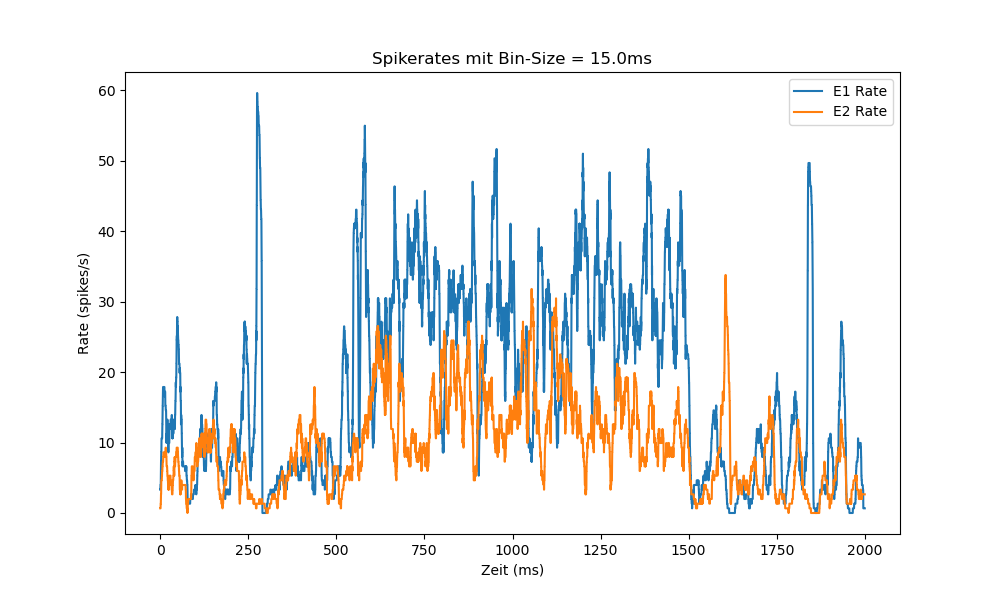 Spikerates mit Bin-Size = 15.0ms
E1 Rate
E2 Rate
Rate (spikes/s)
60
50
40
30
20
10
0
0 250 500 750 1000 1250 1500 1750 2000
Zeit (ms)